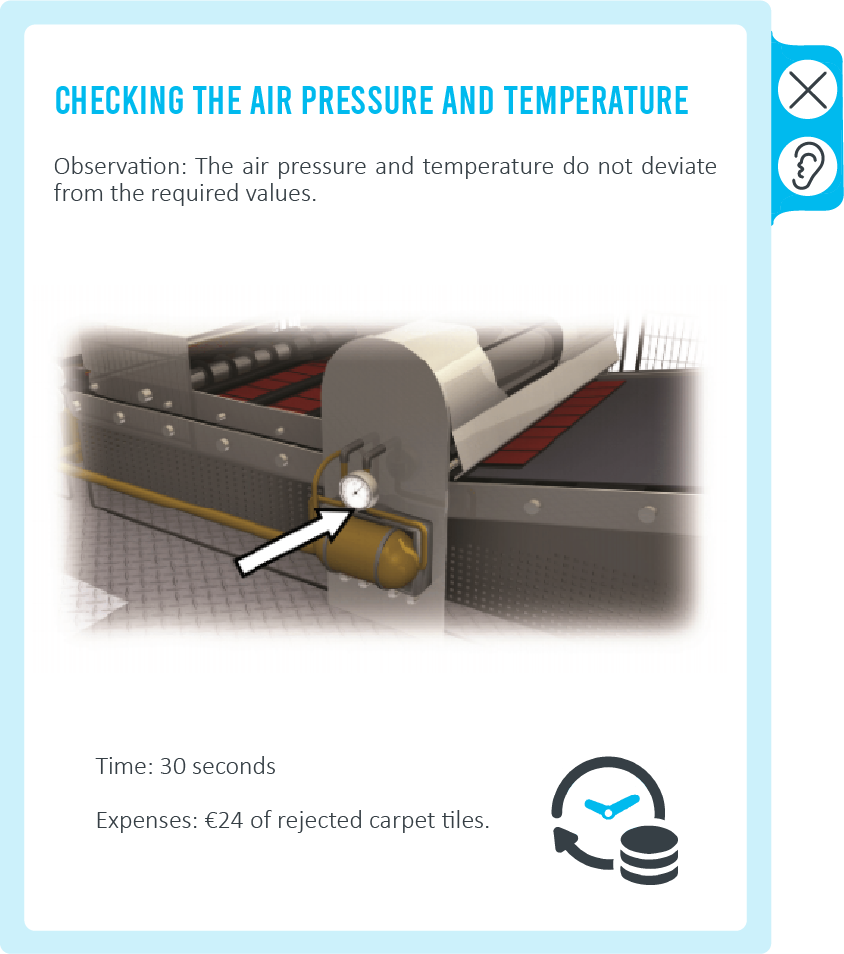 CHECKING THE AIR PRESSURE AND TEMPERATURE
Observation: The air pressure and temperature do not deviate
from the required values.
Time: 30 seconds
Expenses: €24 of rejected carpet tiles.